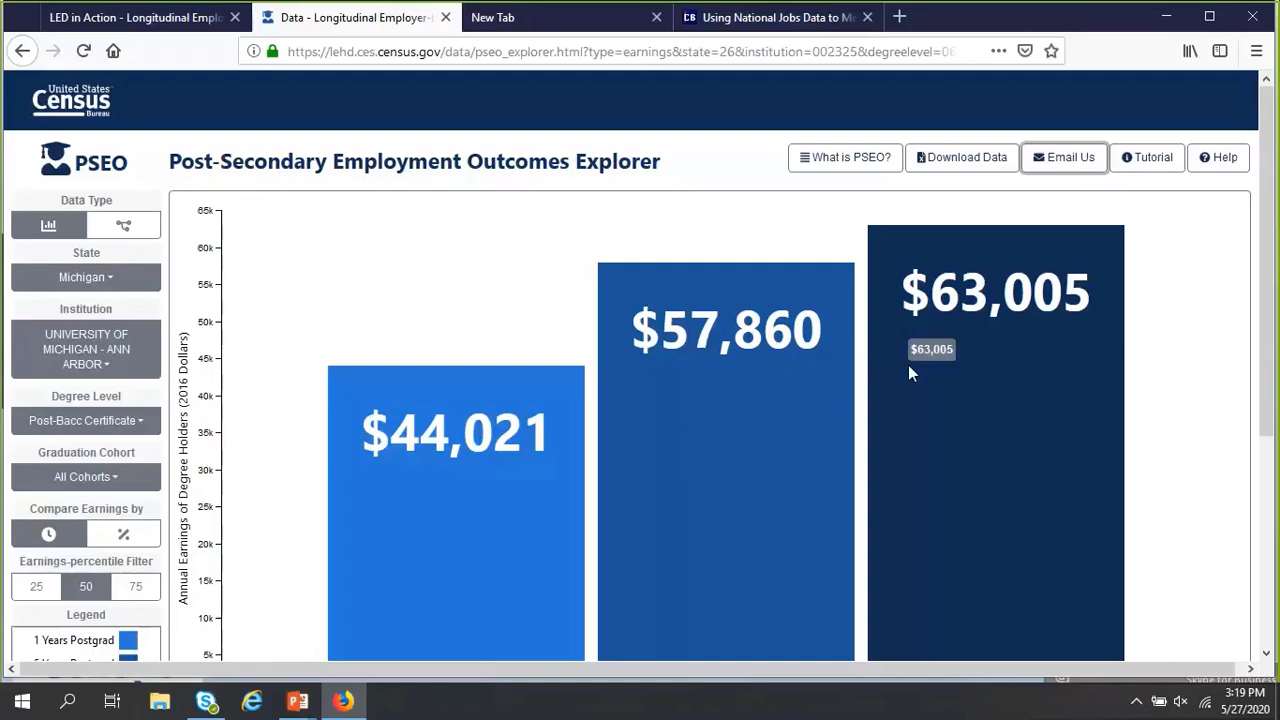 LED in Action - Longitudinal Emplo
Data - Longitudinal Employer-
New Tab
CB Using National Jobs Data to Ma
https://lehd.ces.census.gov/data/pseo_explorer.html?type=earnings&state=26&institution=002325&degreelevel=06
United States
Census
Bureau
PSEO
Post-Secondary Employment Outcomes Explorer
What is PSEO?
Download Data
Email Us
Tutorial
Help
Data Type
State
Michigan
Institution
UNIVERSITY OF
MICHIGAN - ANN
ARBOR
Degree Level
Post-Bacc Certificate
Graduation Cohort
All Cohorts
Compare Earnings by
%
Earnings-percentile Filter
25 50 75
Legend
1 Years Postgrad
Annual Earnings of Degree Holders (2016 Dollars)
65k
60k
55k
50k
45k
40k
35k
30k
25k
20k
15k
10k
5k
$44,021
$57,860
$63,005
$63,005
3:19 PM
5/27/2020